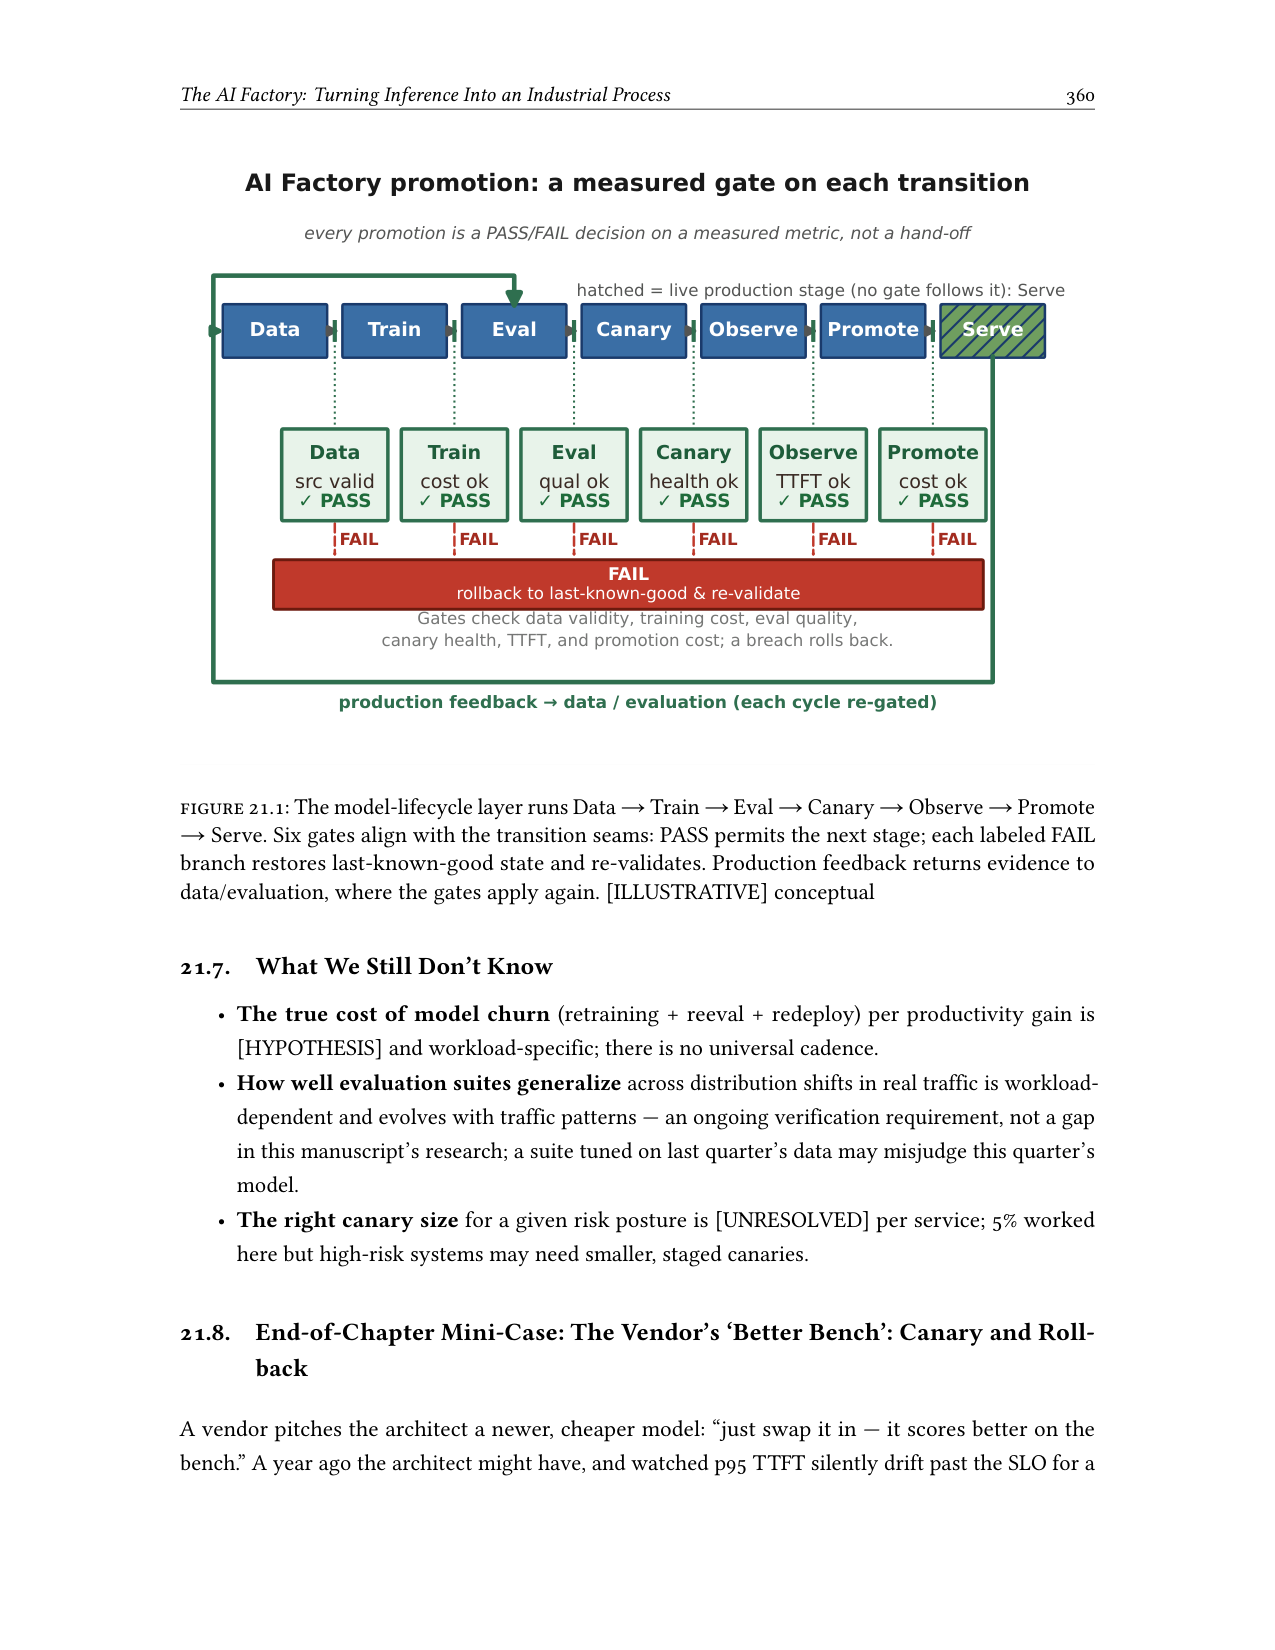 The AI Factory: Turning Inference Into an Industrial Process 360
AI Factory promotion: a measured gate on each transition
every promotion is a PASS/FAIL decision on a measured metric, not a hand-off
hatched = live production stage (no gate follows it): Serve
Data Train Eval Canary Observe Promote Serve
Data Train Eval Canary Observe Promote
src valid cost ok qual ok health ok TTFT ok cost ok
✓ PASS ✓ PASS ✓ PASS ✓ PASS ✓ PASS ✓ PASS
FAIL FAIL FAIL FAIL FAIL FAIL
FAIL
rollback to last-known-good & re-validate
Gates check data validity, training cost, eval quality,
canary health, TTFT, and promotion cost; a breach rolls back.
production feedback → data / evaluation (each cycle re-gated)
FIGURE 21.1: The model-lifecycle layer runs Data → Train → Eval → Canary → Observe → Promote
→ Serve. Six gates align with the transition seams: PASS permits the next stage; each labeled FAIL
branch restores last-known-good state and re-validates. Production feedback returns evidence to
data/evaluation, where the gates apply again. [ILLUSTRATIVE] conceptual
21.7. What We Still Don’t Know
• The true cost of model churn (retraining + reeval + redeploy) per productivity gain is
[HYPOTHESIS] and workload-specific; there is no universal cadence.
• How well evaluation suites generalize across distribution shifts in real traffic is workload-
dependent and evolves with traffic patterns — an ongoing verification requirement, not a gap
in this manuscript’s research; a suite tuned on last quarter’s data may misjudge this quarter’s
model.
• The right canary size for a given risk posture is [UNRESOLVED] per service; 5% worked
here but high-risk systems may need smaller, staged canaries.
21.8. End-of-Chapter Mini-Case: The Vendor’s ‘Better Bench’: Canary and Roll-
back
A vendor pitches the architect a newer, cheaper model: “just swap it in — it scores better on the
bench.” A year ago the architect might have, and watched p95 TTFT silently drift past the SLO for a